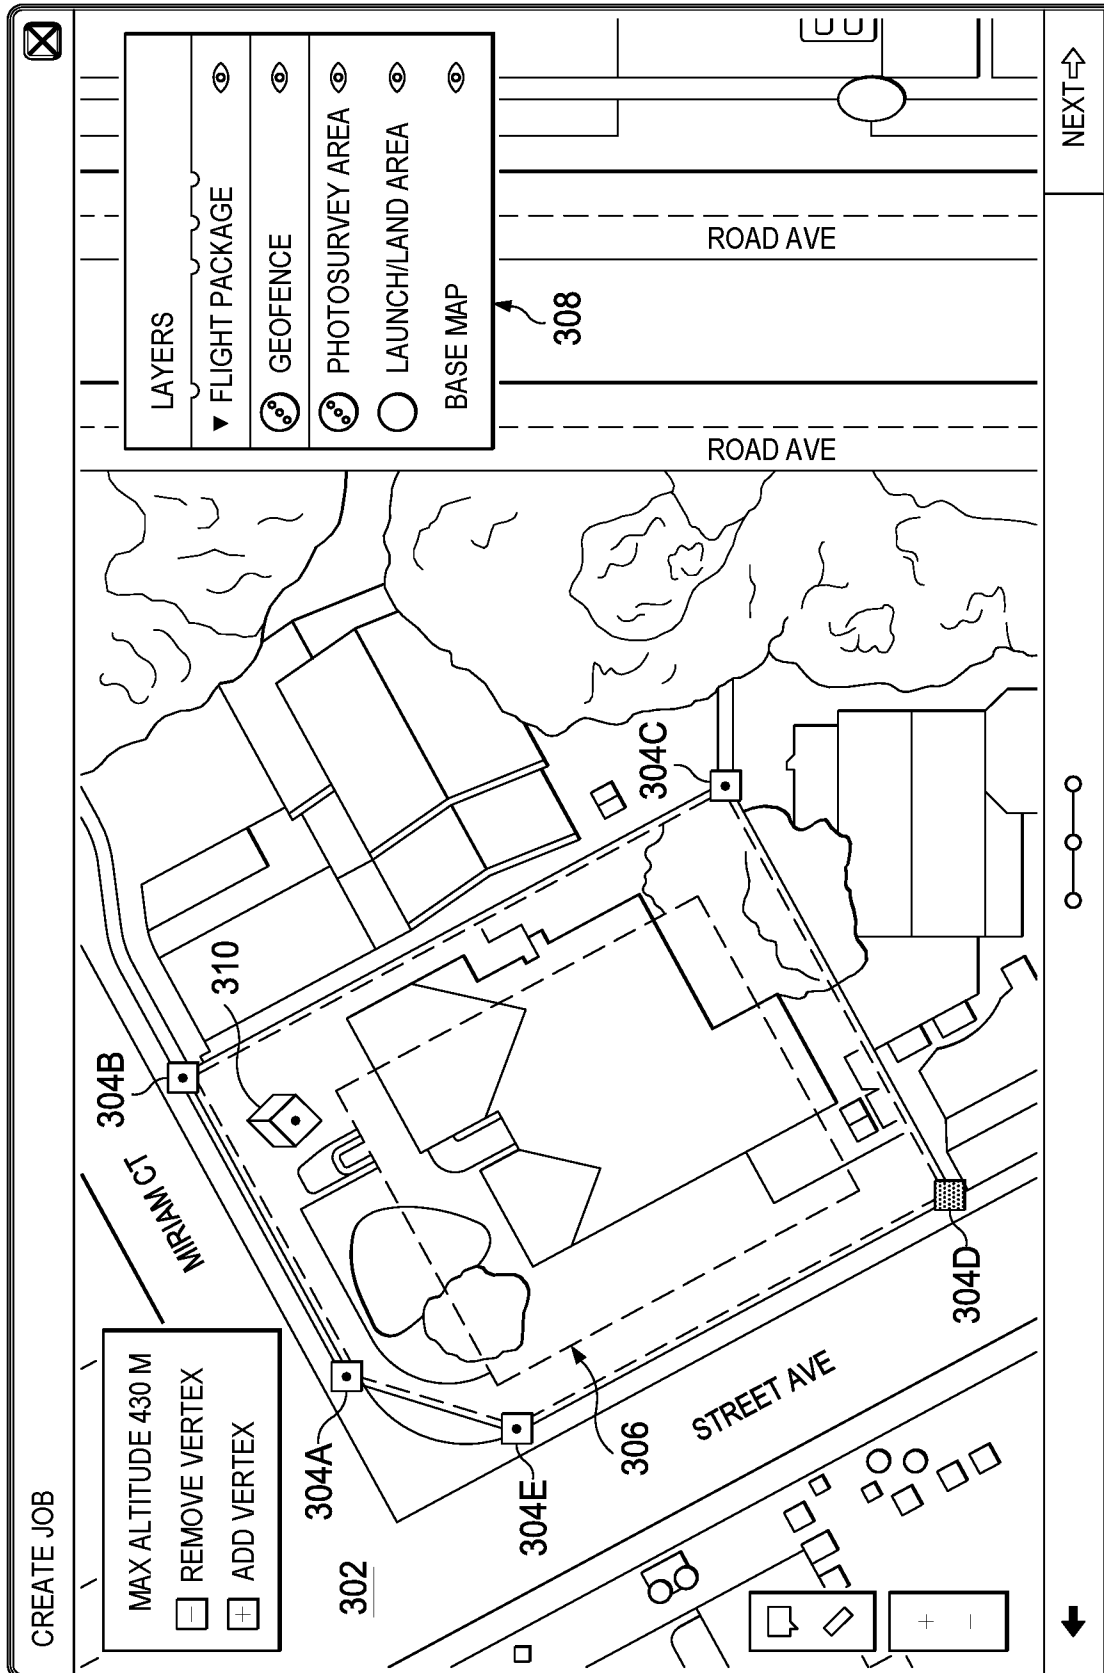 CREATE JOB
MAX ALTITUDE 430 M
− REMOVE VERTEX
+ ADD VERTEX
LAYERS
▼ FLIGHT PACKAGE
GEOFENCE
PHOTOSURVEY AREA
LAUNCH/LAND AREA
BASE MAP
308
MIRIAM CT
304B
310
304A
302
304E
306
304C
304D
STREET AVE
ROAD AVE
ROAD AVE
+
−
NEXT